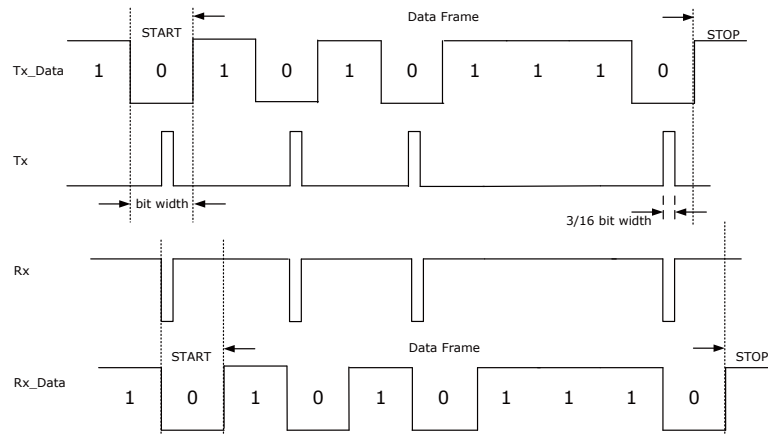 START
Data Frame
STOP
Tx_Data
1 0 1 0 1 0 1 1 1 0
Tx
bit width
3/16 bit width
Rx
START
Data Frame
STOP
Rx_Data
1 0 1 0 1 0 1 1 1 0